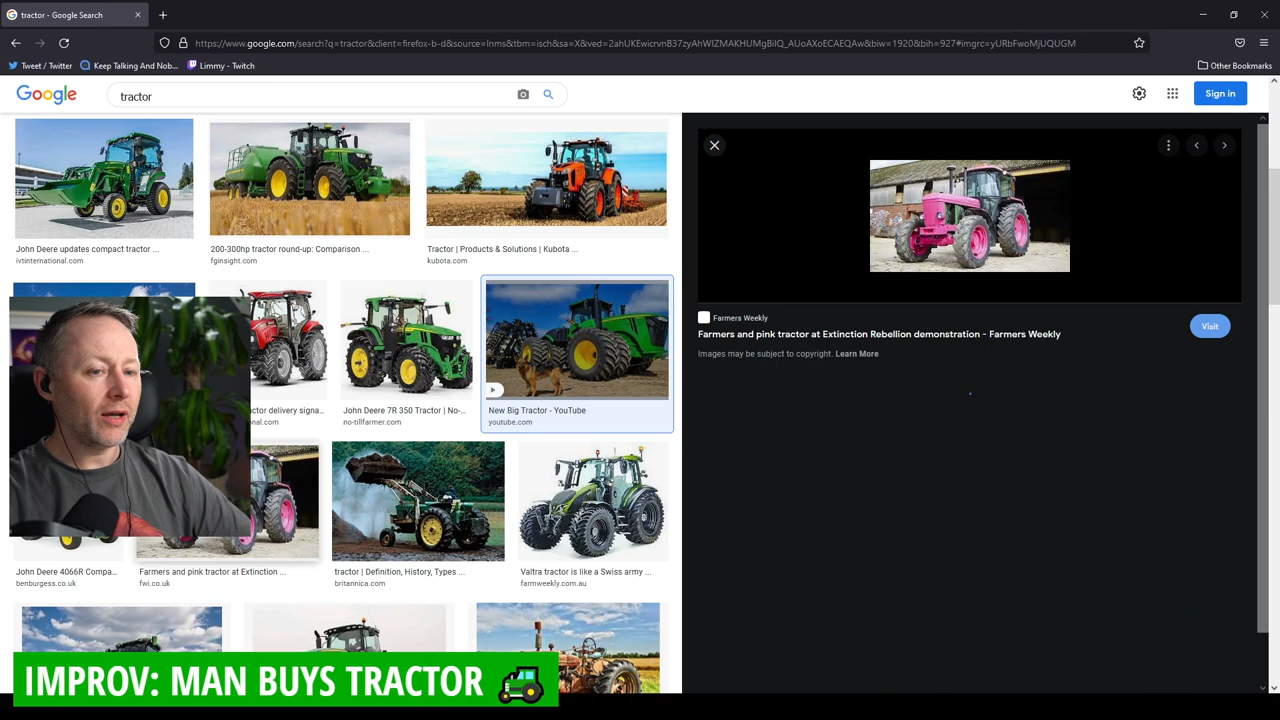 tractor - Google Search
https://www.google.com/search?q=tractor&client=firefox-b-d&source=lnms&tbm=isch&sa=X&ved=2ahUKEwicrvnB37zyAhWIZMAKHUMgBiIQ_AUoAXoECAEQAw&biw=1920&bih=927#imgrc=yURbFwoMjUQUGM
Tweet / Twitter
Keep Talking And Nob...
Limmy - Twitch
Other Bookmarks
Google
tractor
Sign in
John Deere updates compact tractor ...
ivtinternational.com
200-300hp tractor round-up: Comparison ...
fginsight.com
Tractor | Products & Solutions | Kubota ...
kubota.com
Farmers Weekly
Farmers and pink tractor at Extinction Rebellion demonstration - Farmers Weekly
Visit
Images may be subject to copyright. Learn More
delivery signa...
John Deere 7R 350 Tractor | No-...
no-tillfarmer.com
New Big Tractor - YouTube
youtube.com
John Deere 4066R Compa...
benburgess.co.uk
Farmers and pink tractor at Extinction ...
fwi.co.uk
tractor | Definition, History, Types ...
britannica.com
Valtra tractor is like a Swiss army ...
farmweekly.com.au
IMPROV: MAN BUYS TRACTOR